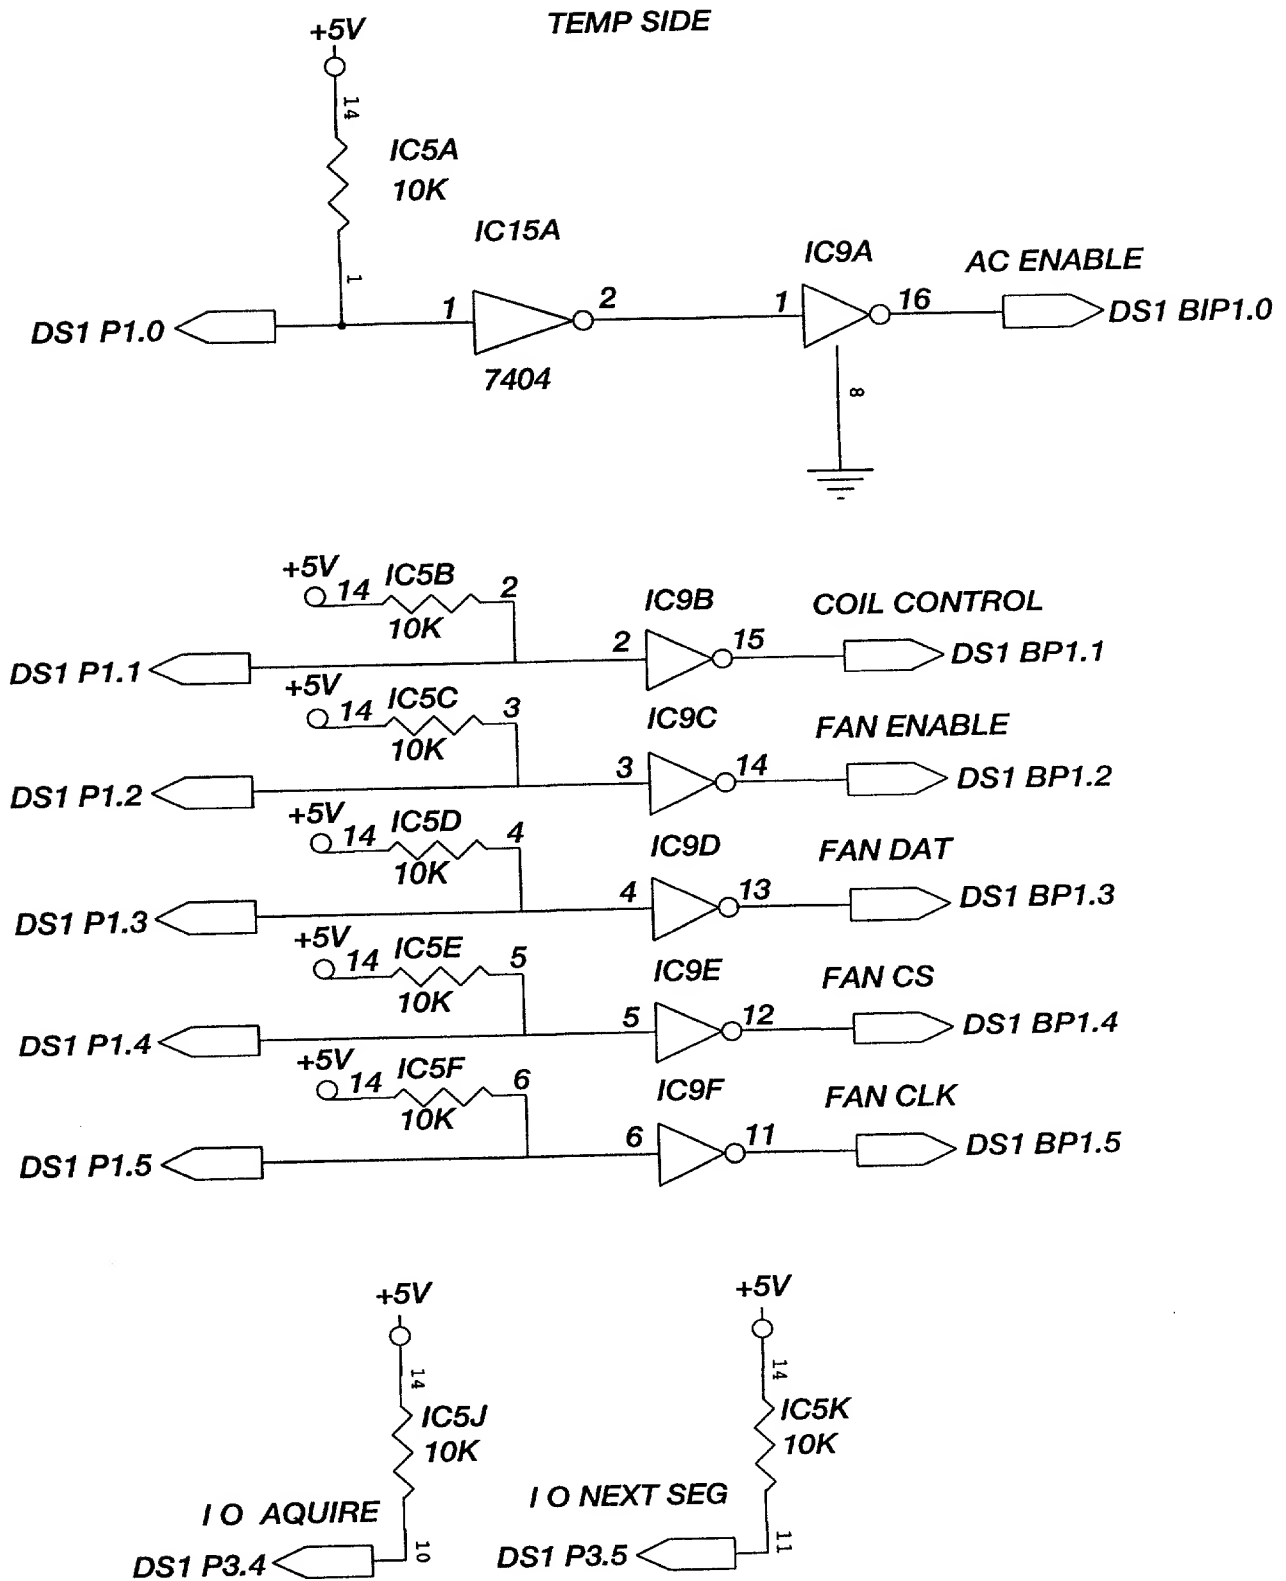 TEMP SIDE
+5V
14
IC5A
10K
1
IC15A
DS1 P1.0
1
2
7404
IC9A
1
16
8
AC ENABLE
DS1 BIP1.0
+5V
14
IC5B
10K
2
DS1 P1.1
2
IC9B
15
COIL CONTROL
DS1 BP1.1
+5V
14
IC5C
10K
3
DS1 P1.2
3
IC9C
14
FAN ENABLE
DS1 BP1.2
+5V
14
IC5D
10K
4
DS1 P1.3
4
IC9D
13
FAN DAT
DS1 BP1.3
+5V
14
IC5E
10K
5
DS1 P1.4
5
IC9E
12
FAN CS
DS1 BP1.4
+5V
14
IC5F
10K
6
DS1 P1.5
6
IC9F
11
FAN CLK
DS1 BP1.5
+5V
14
IC5J
10K
I O AQUIRE
DS1 P3.4
10
+5V
14
IC5K
10K
I O NEXT SEG
DS1 P3.5
11